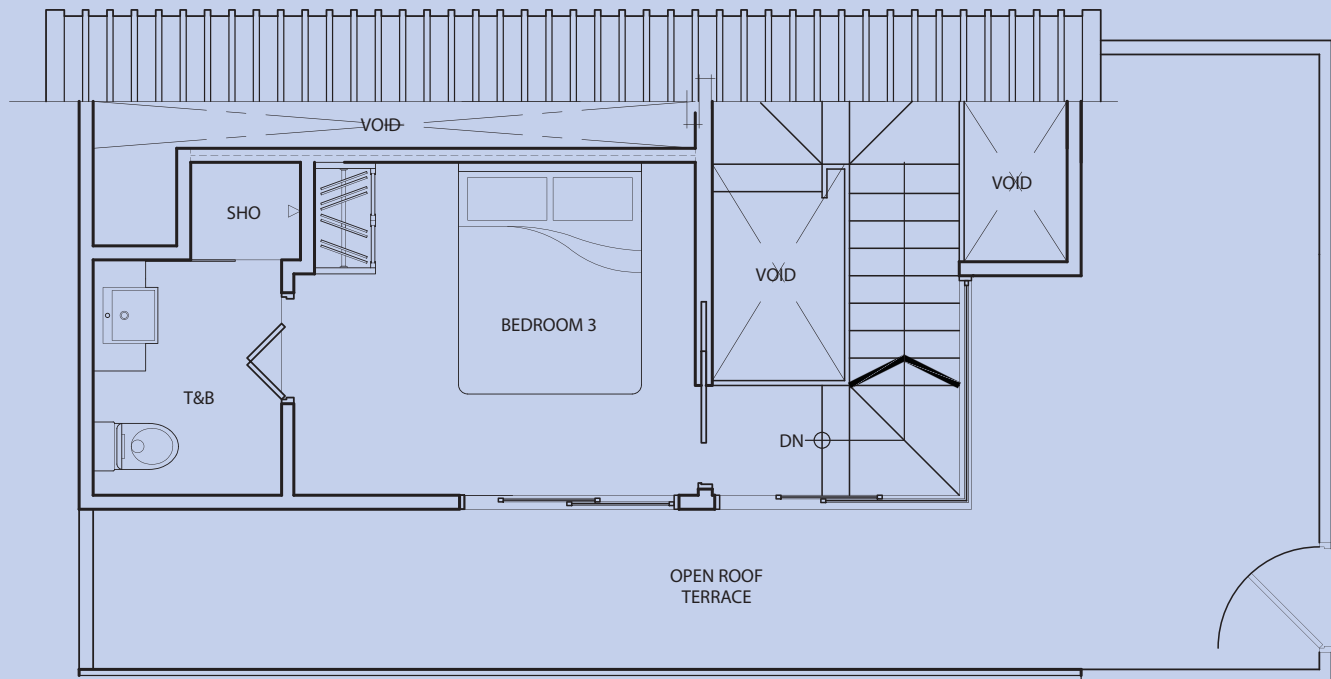 VOID
SHO
VOID
VOID
BEDROOM 3
T&B
DN
OPEN ROOF
TERRACE